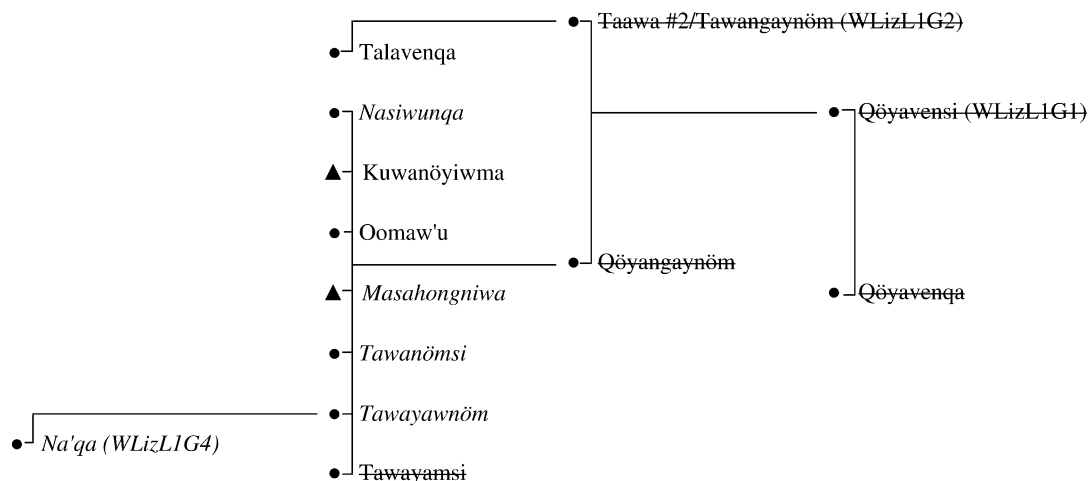 Taawa #2/Tawangaynöm (WLizL1G2)
Talavenqa
Nasiwunqa
Qöyavensi (WLizL1G1)
Kuwanöyiwma
Oomaw'u
Qöyangaynöm
Masahongniwa
Qöyavenqa
Tawanömsi
Tawayawnöm
Na'qa (WLizL1G4)
Tawayamsi